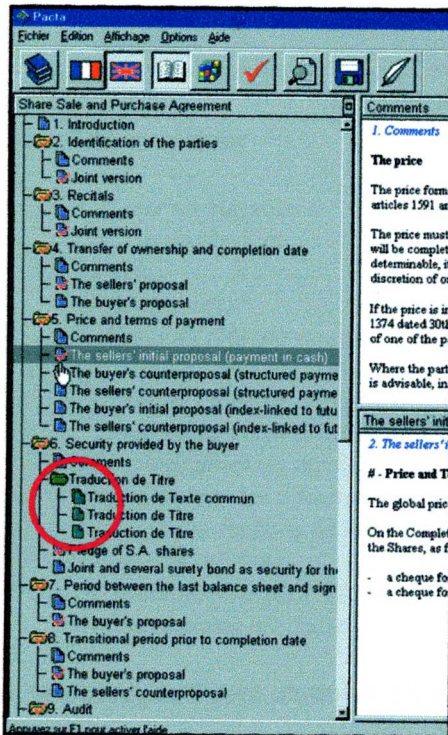 Pacta
Fichier Edition Affichage Options Aide
Share Sale and Purchase Agreement
1. Introduction
2. Identification of the parties
Comments
Joint version
3. Recitals
Comments
Joint version
4. Transfer of ownership and completion date
Comments
The sellers' proposal
The buyer's proposal
5. Price and terms of payment
Comments
The sellers' initial proposal (payment in cash)
The buyer's counterproposal (structured payme
The sellers' counterproposal (structured payme
The buyer's initial proposal (index-linked to futu
The sellers' counterproposal (index-linked to fut
6. Security provided by the buyer
Comments
Traduction de Titre
Traduction de Texte commun
Traduction de Titre
Traduction de Titre
Pledge of S.A. shares
Joint and several surety bond as security for the
7. Period between the last balance sheet and sign
Comments
The buyer's proposal
8. Transitional period prior to completion date
Comments
The buyer's proposal
The sellers' counterproposal
9. Audit
Appuyez sur F1 pour activer l'aide
Comments
1. Comments
The price
The price form
articles 1591 an
The price must
will be complet
determinable, i
discretion of o
If the price is i
1374 dated 30t
of one of the p
Where the part
is advisable, in
The sellers' init
2. The sellers' i
# - Price and T
The global pric
On the Complet
the Shares, as f
- a cheque fo
- a cheque fo